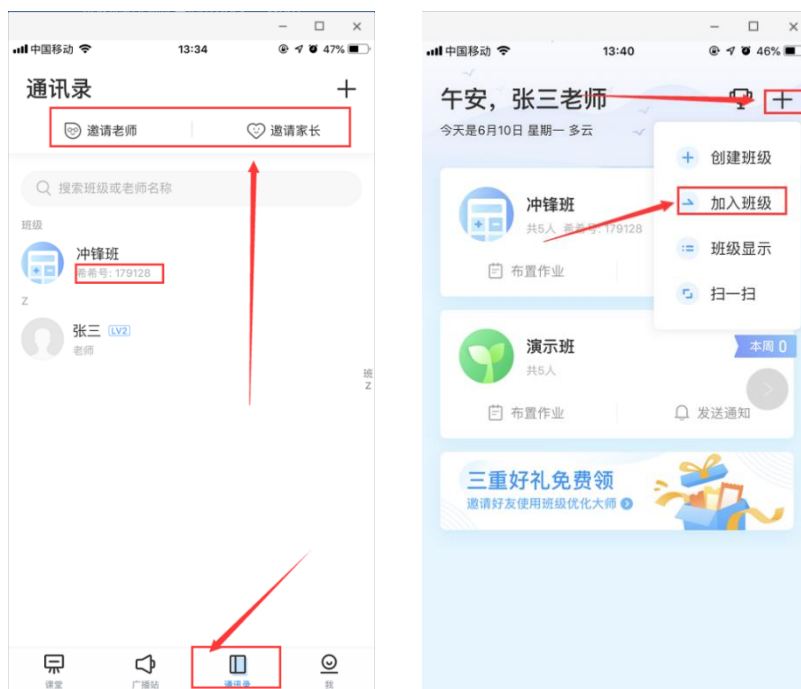 中国移动 13:34 47%
通讯录
邀请老师 邀请家长
搜索班级或老师名称
班级
冲锋班
希希号: 179128
Z
张三 LV2
老师
班
Z
课堂 广播站 通讯录 我
中国移动 13:40 46%
午安，张三老师
今天是6月10日 星期一 多云
创建班级
加入班级
班级显示
扫一扫
冲锋班
共5人 希希号: 179128
布置作业
演示班
本周 0
共5人
布置作业 发送通知
三重好礼免费领
邀请好友使用班级优化大师